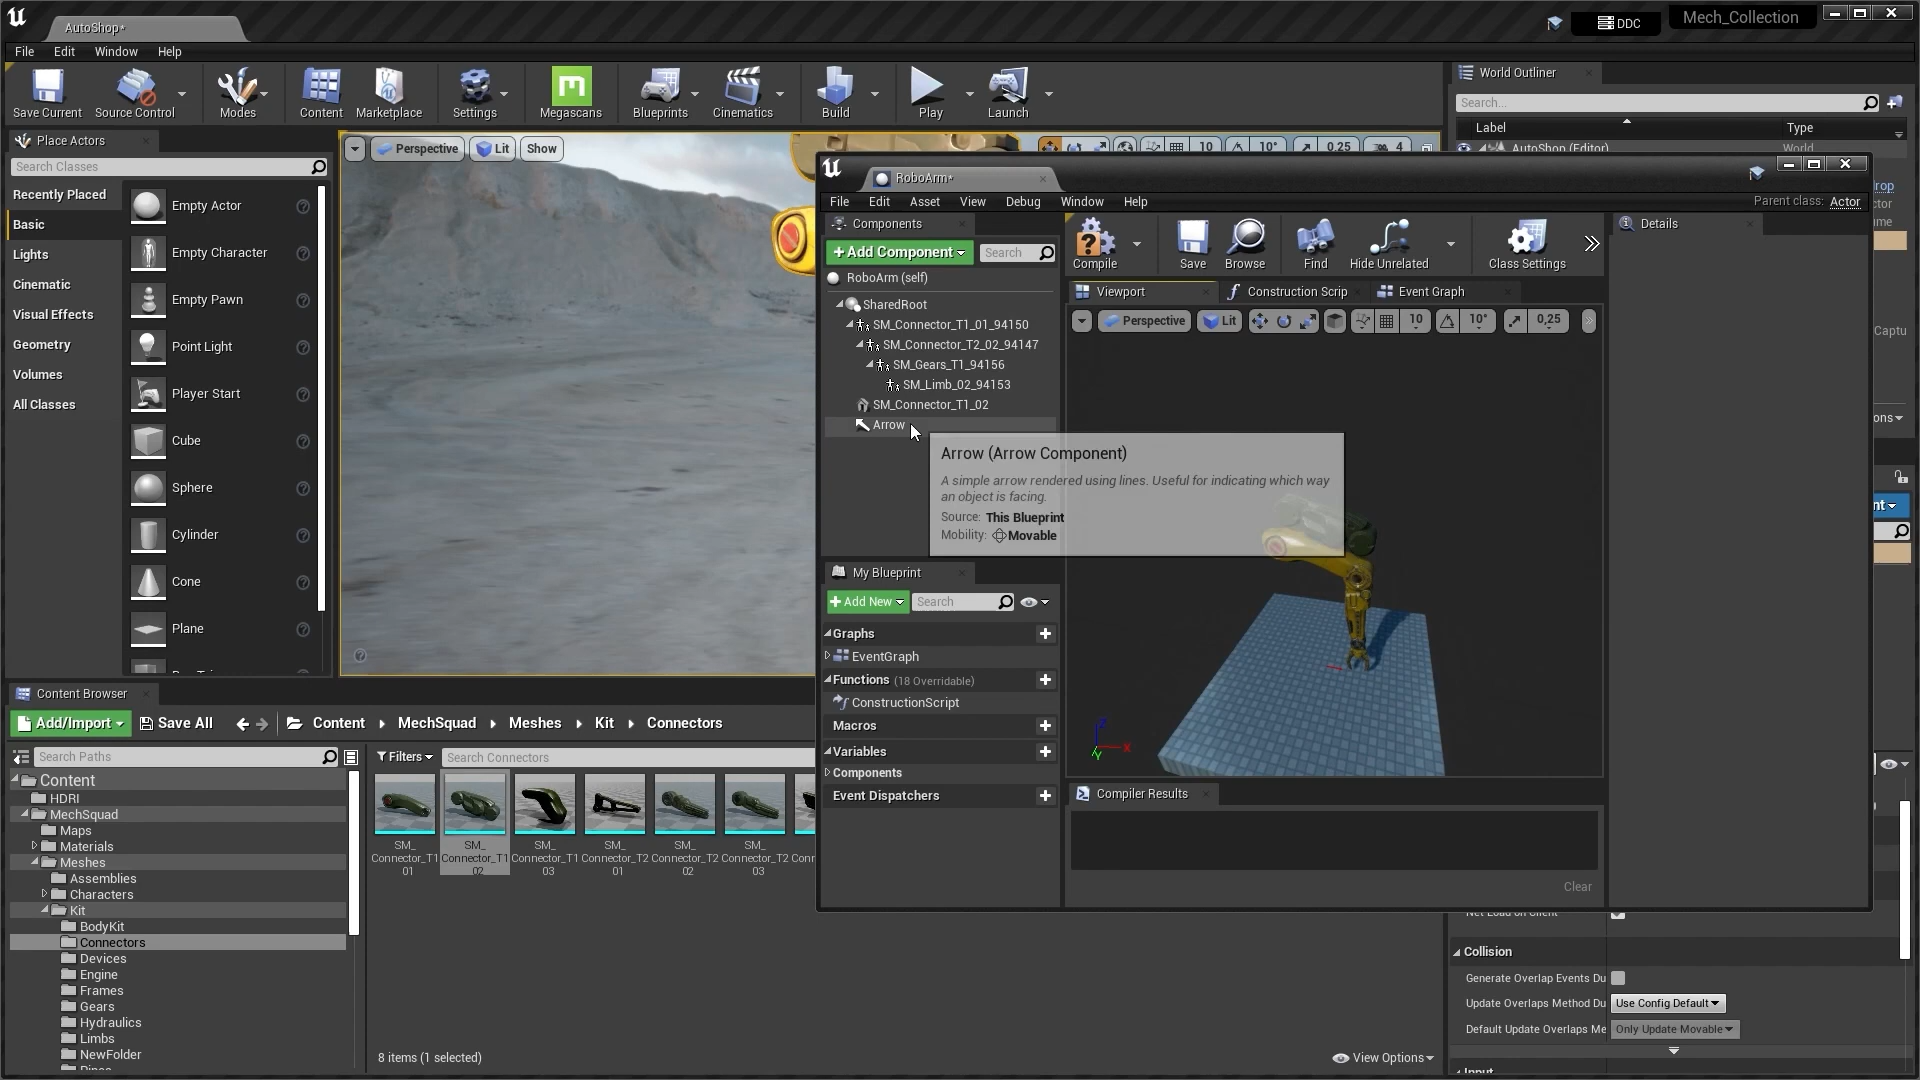 AutoShop*
DDC
Mech_Collection
File Edit Window Help
Save Current
Source Control
Modes
Content
Marketplace
Settings
Megascans
Blueprints
Cinematics
Build
Play
Launch
World Outliner
Search...
Label
Type
AutoShop (Editor)
World
Place Actors
Search Classes
Recently Placed
Basic
Lights
Cinematic
Visual Effects
Geometry
Volumes
All Classes
Empty Actor
Empty Character
Empty Pawn
Point Light
Player Start
Cube
Sphere
Cylinder
Cone
Plane
Perspective
Lit
Show
10
10°
0.25
4
RoboArm*
File Edit Asset View Debug Window Help
Parent class: Actor
Components
+Add Component
Search
RoboArm (self)
SharedRoot
SM_Connector_T1_01_94150
SM_Connector_T2_02_94147
SM_Gears_T1_94156
SM_Limb_02_94153
SM_Connector_T1_02
Arrow
Arrow (Arrow Component)
A simple arrow rendered using lines. Useful for indicating which way
an object is facing.
Source: This Blueprint
Mobility: Movable
Compile
Save
Browse
Find
Hide Unrelated
Class Settings
Details
Viewport
Construction Scrip
Event Graph
Perspective
Lit
10
10°
0,25
Z
X
Y
My Blueprint
+Add New
Search
Graphs
EventGraph
Functions (18 Overridable)
ConstructionScript
Macros
Variables
Components
Event Dispatchers
Compiler Results
Clear
Content Browser
Add/Import
Save All
Content
MechSquad
Meshes
Kit
Connectors
Search Paths
Filters
Search Connectors
Content
HDRI
MechSquad
Maps
Materials
Meshes
Assemblies
Characters
Kit
BodyKit
Connectors
Devices
Engine
Frames
Gears
Hydraulics
Limbs
NewFolder
SM_
Connector_T1
01
SM_
Connector_T1
02
SM_
Connector_T1
03
SM_
Connector_T2
01
SM_
Connector_T2
02
SM_
Connector_T2
03
8 items (1 selected)
View Options
Net Load on Client
Collision
Generate Overlap Events Du
Update Overlaps Method Du
Use Config Default
Default Update Overlaps Me
Only Update Movable
Input